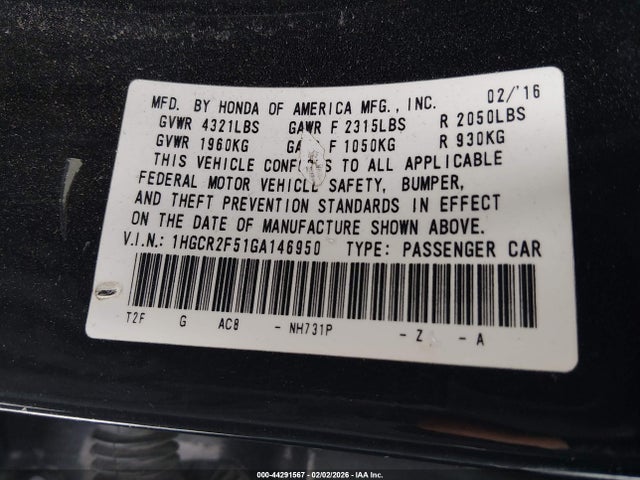 MFD. BY HONDA OF AMERICA MFG., INC. 02/'16
GVWR 4321LBS GAWR F 2315LBS R 2050LBS
GVWR 1960KG F 1050KG R 930KG
THIS VEHICLE TO ALL APPLICABLE
FEDERAL MOTOR VEHICLE SAFETY, BUMPER,
AND THEFT PREVENTION STANDARDS IN EFFECT
ON THE DATE OF MANUFACTURE SHOWN ABOVE.
V.I.N.: 1HGCR2F51GA146950 TYPE: PASSENGER CAR
T2F G AC8 - NH731P - Z - A
000-44291567 - 02/02/2026 - IAA Inc.